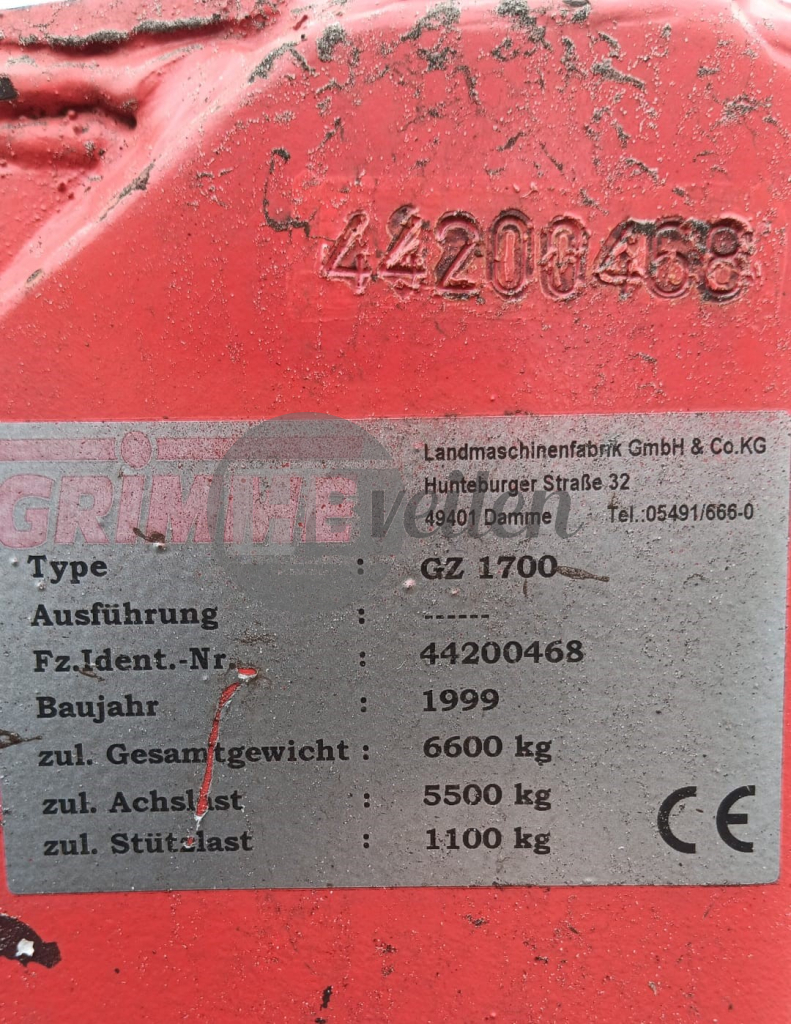 44200468
GRIMME
Landmaschinenfabrik GmbH & Co.KG
Hunteburger Straße 32
49401 Damme Tel.:05491/666-0
veiten
Type : GZ 1700
Ausführung : ------
Fz.Ident.-Nr. : 44200468
Baujahr : 1999
zul. Gesamtgewicht : 6600 kg
zul. Achslast : 5500 kg
zul. Stützlast : 1100 kg
CE